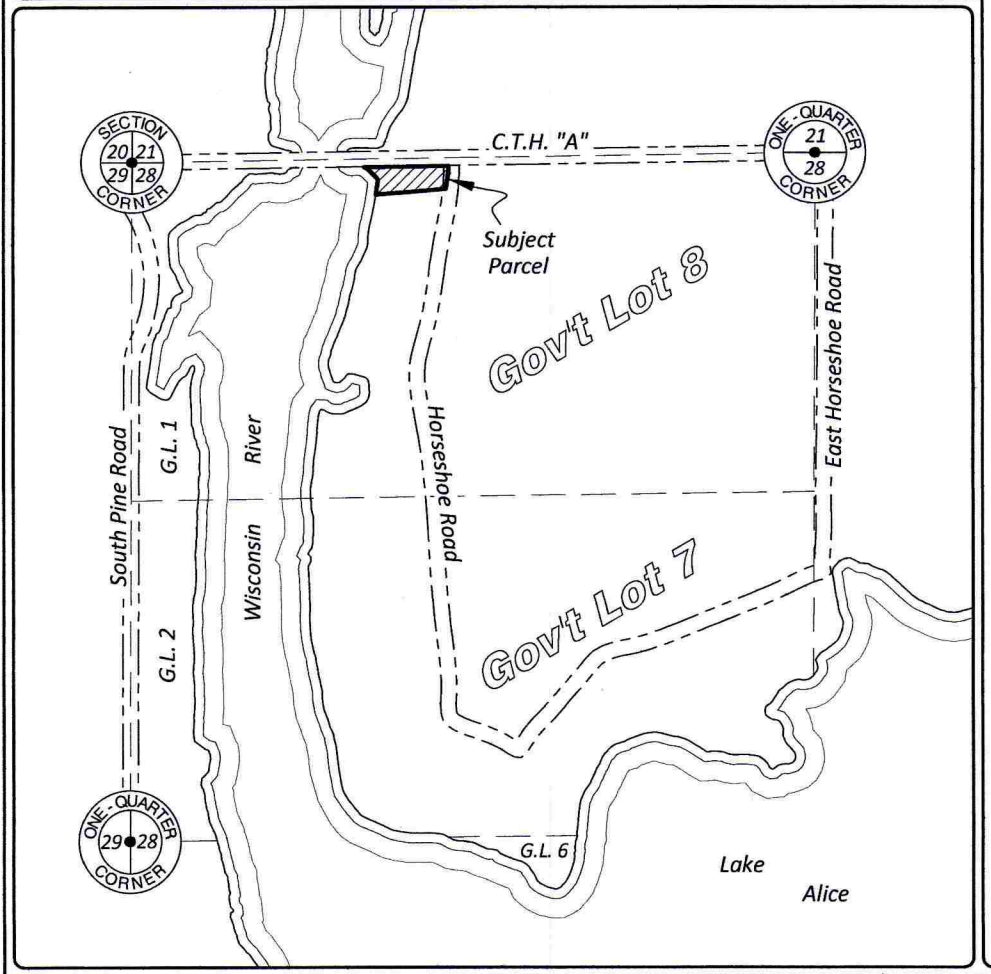 SECTION
20 21
29 28
CORNER
C.T.H. "A"
ONE-QUARTER
21
28
CORNER
Subject
Parcel
Gov't Lot 8
South Pine Road
G.L. 1
River
Horseshoe Road
East Horseshoe Road
Wisconsin
Gov't Lot 7
G.L. 2
ONE-QUARTER
29 28
CORNER
G.L. 6
Lake
Alice